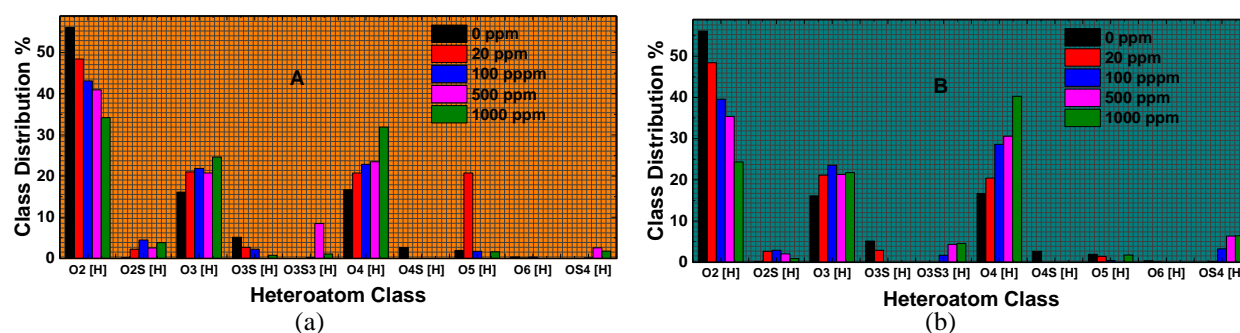 Class Distribution %
50
40
30
20
10
0
A
0 ppm
20 ppm
100 pppm
500 ppm
1000 ppm
O2 [H] O2S [H] O3 [H] O3S [H] O3S3 [H] O4 [H] O4S [H] O5 [H] O6 [H] OS4 [H]
Heteroatom Class
(a)
Class Distribution %
50
40
30
20
10
0
B
0 ppm
20 ppm
100 pppm
500 ppm
1000 ppm
O2 [H] O2S [H] O3 [H] O3S [H] O3S3 [H] O4 [H] O4S [H] O5 [H] O6 [H] OS4 [H]
Heteroatom Class
(b)